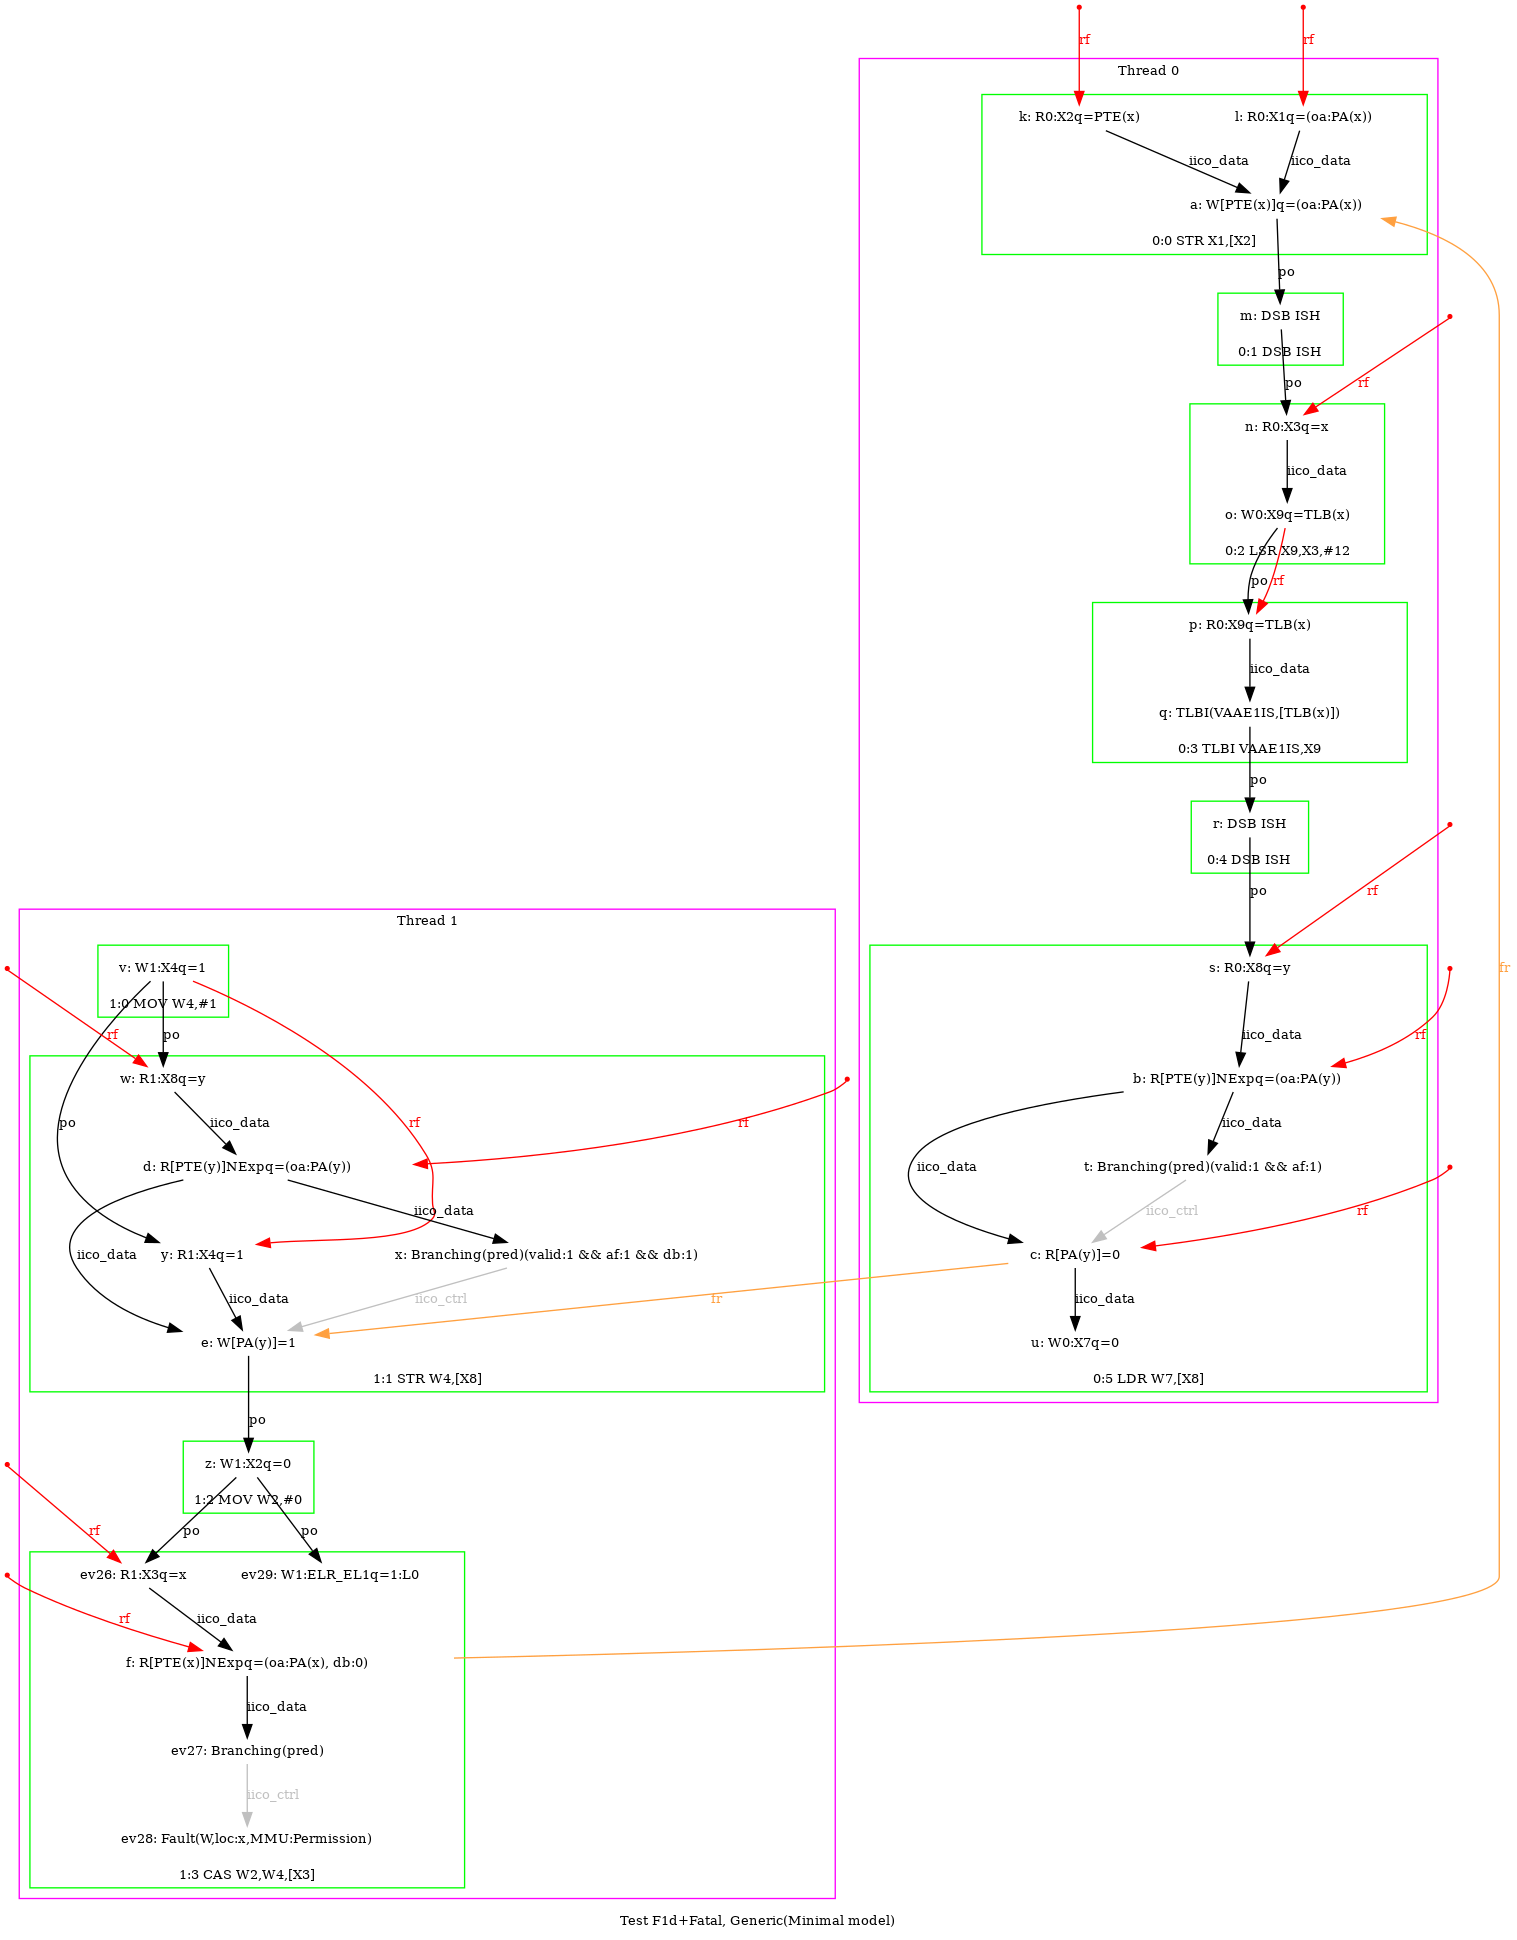 rf
rf
Thread 0
k: R0:X2q=PTE(x)
l: R0:X1q=(oa:PA(x))
iico_data
iico_data
a: W[PTE(x)]q=(oa:PA(x))
0:0 STR X1,[X2]
po
m: DSB ISH
0:1 DSB ISH
po
rf
n: R0:X3q=x
iico_data
o: W0:X9q=TLB(x)
0:2 LSR X9,X3,#12
po
rf
p: R0:X9q=TLB(x)
iico_data
q: TLBI(VAAE1IS,[TLB(x)])
0:3 TLBI VAAE1IS,X9
po
r: DSB ISH
0:4 DSB ISH
po
rf
s: R0:X8q=y
fr
iico_data
rf
b: R[PTE(y)]NExpq=(oa:PA(y))
iico_data
iico_data
t: Branching(pred)(valid:1 && af:1)
iico_ctrl
rf
c: R[PA(y)]=0
iico_data
u: W0:X7q=0
0:5 LDR W7,[X8]
Thread 1
v: W1:X4q=1
1:0 MOV W4,#1
rf
po
w: R1:X8q=y
po
iico_data
rf
rf
d: R[PTE(y)]NExpq=(oa:PA(y))
iico_data
iico_data
y: R1:X4q=1
x: Branching(pred)(valid:1 && af:1 && db:1)
iico_data
iico_ctrl
fr
e: W[PA(y)]=1
1:1 STR W4,[X8]
po
z: W1:X2q=0
1:2 MOV W2,#0
rf
po
po
ev26: R1:X3q=x
ev29: W1:ELR_EL1q=1:L0
rf
iico_data
f: R[PTE(x)]NExpq=(oa:PA(x), db:0)
iico_data
ev27: Branching(pred)
iico_ctrl
ev28: Fault(W,loc:x,MMU:Permission)
1:3 CAS W2,W4,[X3]
Test F1d+Fatal, Generic(Minimal model)